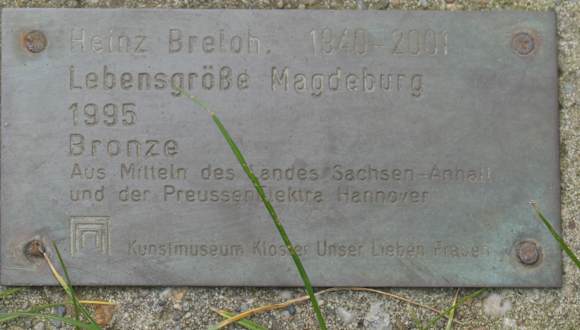 Heinz Breloh. 1940-2001
Lebensgröße Magdeburg
1995
Bronze
Aus Mitteln des Landes Sachsen-Anhalt
und der PreussenElektra Hannover
Kunstmuseum Kloster Unser Lieben Frauen